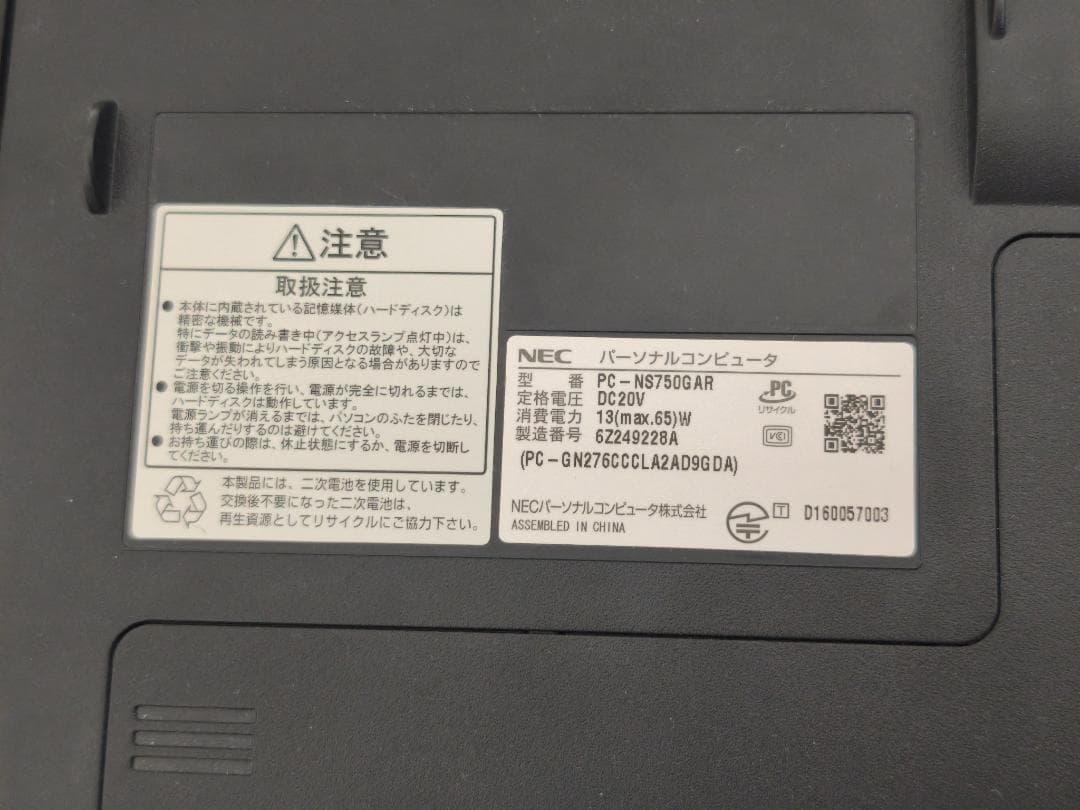 注意
取扱注意
● 本体に内蔵されている記憶媒体(ハードディスク)は
精密な機械です。
特にデータの読み書き中(アクセスランプ点灯中)は、
衝撃や振動によりハードディスクの故障や、大切な
データが失われてしまう原因となる場合がありますので
ご注意ください。
● 電源を切る操作を行い、電源が完全に切れるまでは、
ハードディスクは動作しています。
電源ランプが消えるまでは、パソコンのふたを閉じたり、
持ち運んだりするのは避けてください。
● お持ち運びの際は、休止状態にするか、電源を切断し
てください。
本製品には、二次電池を使用しています。
交換後不要になった二次電池は、
再生資源としてリサイクルにご協力下さい。
NEC パーソナルコンピュータ
型 番 PC-NS750GAR
定格電圧 DC20V
消費電力 13(max.65)W
製造番号 6Z249228A
(PC-GN276CCCLA2AD9GDA)
PC
リサイクル
VCCI
NECパーソナルコンピュータ株式会社
ASSEMBLED IN CHINA
T D160057003